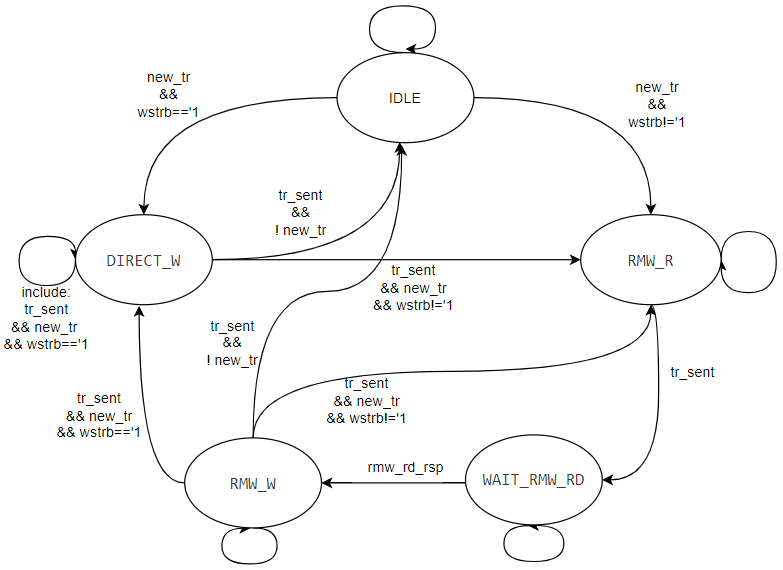 new_tr
&&
wstrb=='1
IDLE
new_tr
&&
wstrb!='1
tr_sent
&&
! new_tr
DIRECT_W
RMW_R
include:
tr_sent
&& new_tr
&& wstrb=='1
tr_sent
&& new_tr
&& wstrb!='1
tr_sent
&&
! new_tr
tr_sent
&& new_tr
&& wstrb!='1
tr_sent
tr_sent
&& new_tr
&& wstrb=='1
rmw_rd_rsp
RMW_W
WAIT_RMW_RD